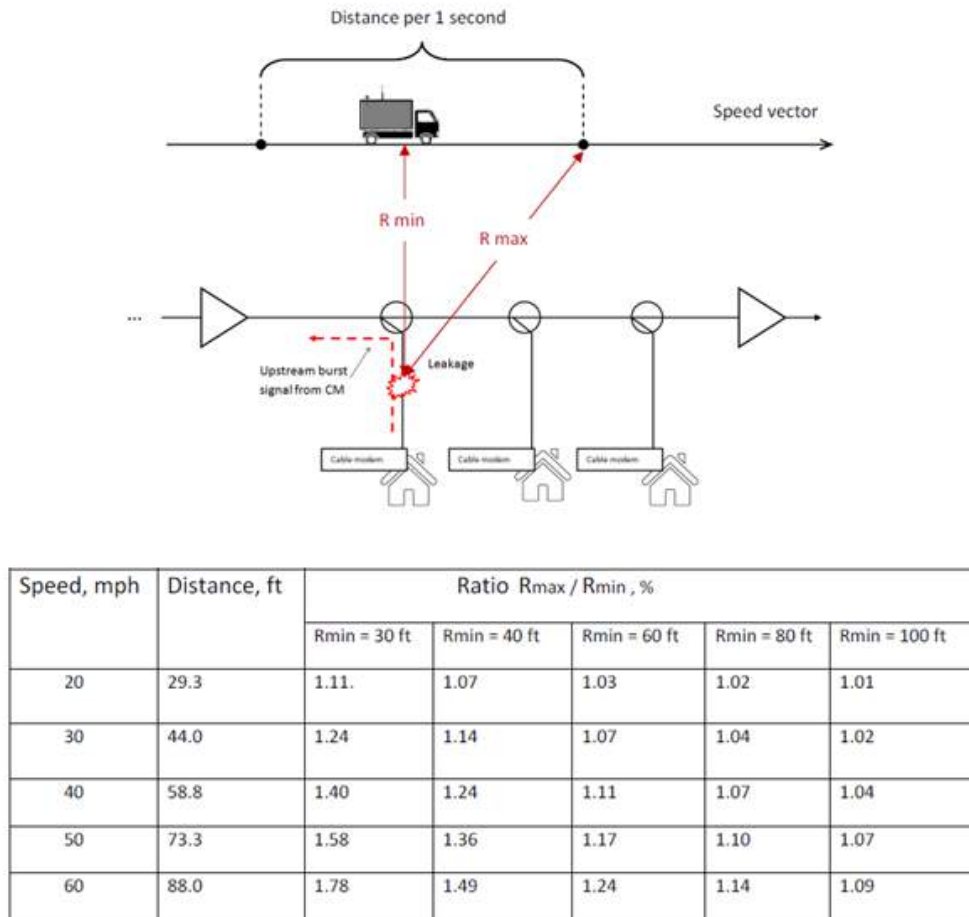 Distance per 1 second
Speed vector
R min
R max
...
Upstream burst
signal from CM
Leakage
Cable modem
Cable modem
Cable modem
Speed, mph Distance, ft Ratio Rmax / Rmin , %
Rmin = 30 ft Rmin = 40 ft Rmin = 60 ft Rmin = 80 ft Rmin = 100 ft
20 29.3 1.11. 1.07 1.03 1.02 1.01
30 44.0 1.24 1.14 1.07 1.04 1.02
40 58.8 1.40 1.24 1.11 1.07 1.04
50 73.3 1.58 1.36 1.17 1.10 1.07
60 88.0 1.78 1.49 1.24 1.14 1.09